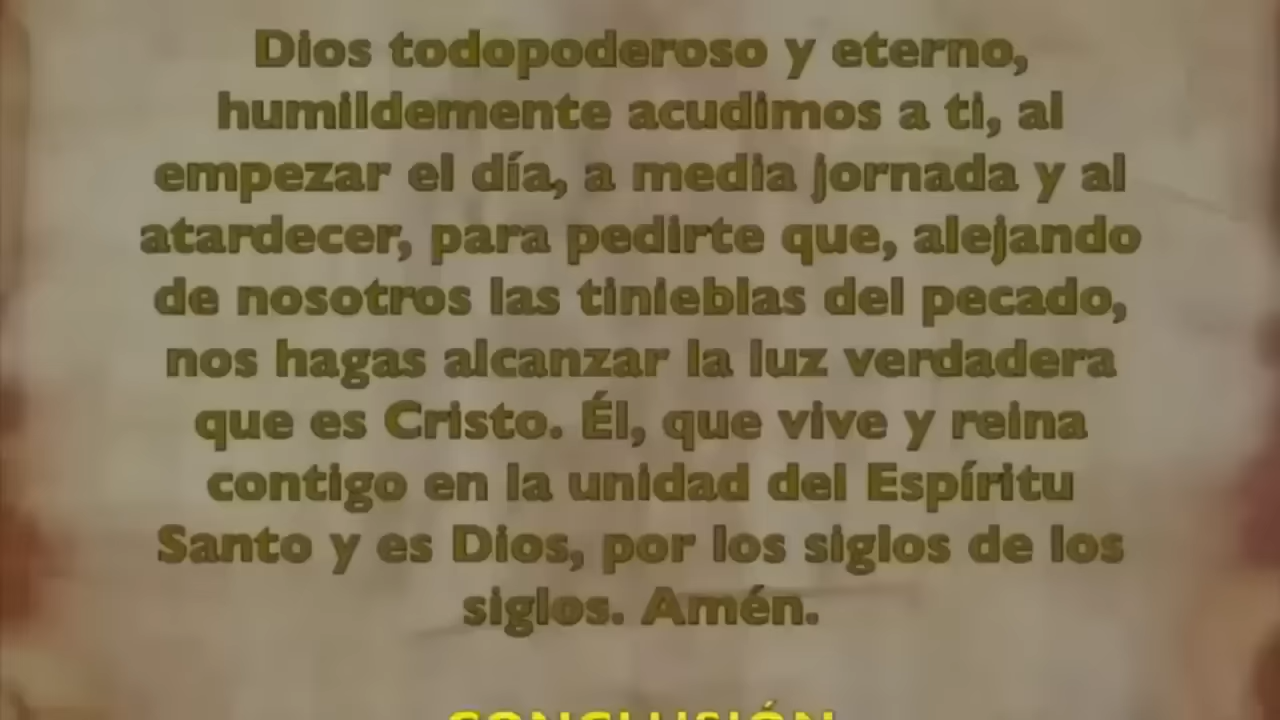 Dios todopoderoso y eterno,
humildemente acudimos a ti, al
empezar el día, a media jornada y al
atardecer, para pedirte que, alejando
de nosotros las tinieblas del pecado,
nos hagas alcanzar la luz verdadera
que es Cristo. Él, que vive y reina
contigo en la unidad del Espíritu
Santo y es Dios, por los siglos de los
siglos. Amén.
CONCLUSIÓN